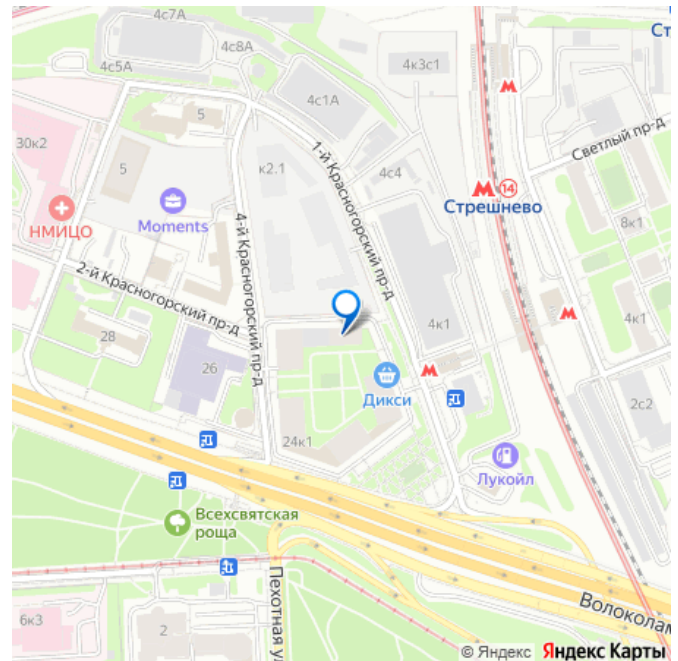 4с7А
Ст
4с8А
4с5А
4к3с1
5
4с1А
30к2
1-й Красногорский пр-д
Светлый пр-д
5
к2.1
4с4
14
Стрешнево
НМИЦО
Moments
8к1
4-й Красногорский пр-д
2-й Красногорский пр-д
28
4к1
4к1
26
Дикси
2с2
24к1
Лукойл
Всехсвятская
роща
Пехотная ул
Волоколам
6к3
2
© Яндекс Яндекс Карты